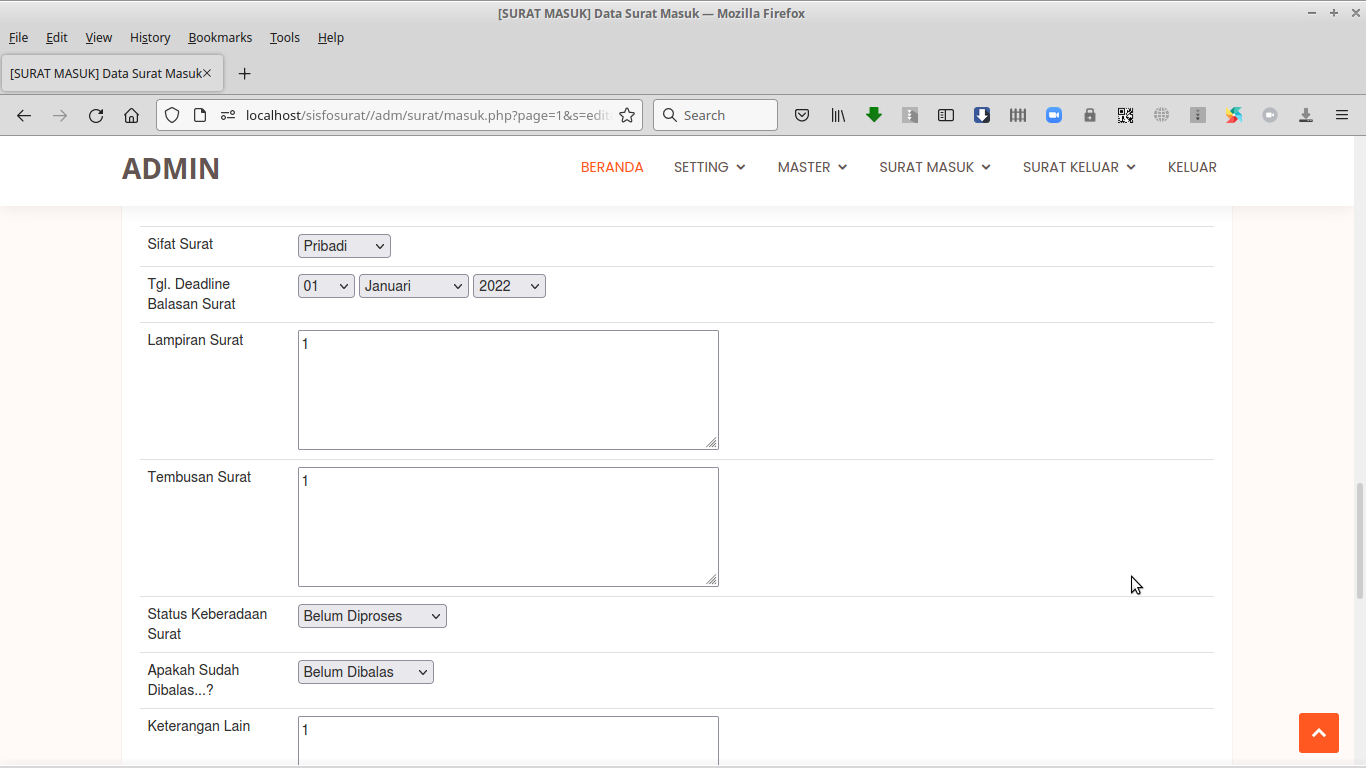 [SURAT MASUK] Data Surat Masuk — Mozilla Firefox
File Edit View History Bookmarks Tools Help
[SURAT MASUK] Data Surat Masuk
localhost/sisfosurat//adm/surat/masuk.php?page=1&s=edit
Search
ADMIN
BERANDA SETTING MASTER SURAT MASUK SURAT KELUAR KELUAR
Sifat Surat Pribadi
Tgl. Deadline
Balasan Surat
01 Januari 2022
Lampiran Surat 1
Tembusan Surat 1
Status Keberadaan
Surat
Belum Diproses
Apakah Sudah
Dibalas...?
Belum Dibalas
Keterangan Lain 1